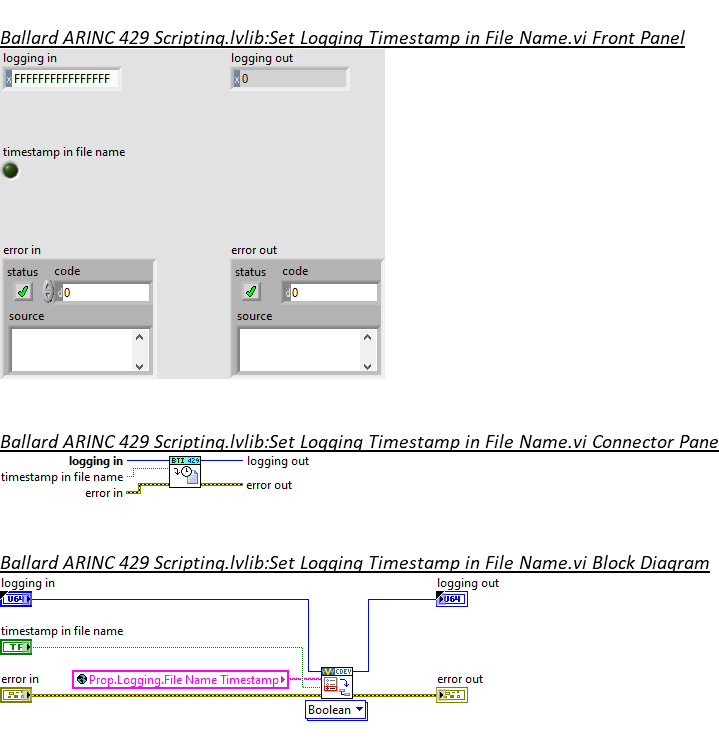 Ballard ARINC 429 Scripting.lvlib:Set Logging Timestamp in File Name.vi Front Panel
logging in logging out
x FFFFFFFFFFFFFFFF x 0
timestamp in file name
error in error out
status code status code
d 0 d 0
source source
Ballard ARINC 429 Scripting.lvlib:Set Logging Timestamp in File Name.vi Connector Pane
logging in BTI 429 logging out
timestamp in file name
error in error out
Ballard ARINC 429 Scripting.lvlib:Set Logging Timestamp in File Name.vi Block Diagram
logging in logging out
U64 U64
timestamp in file name
TF
error in Prop.Logging.File Name Timestamp CDEV error out
Boolean